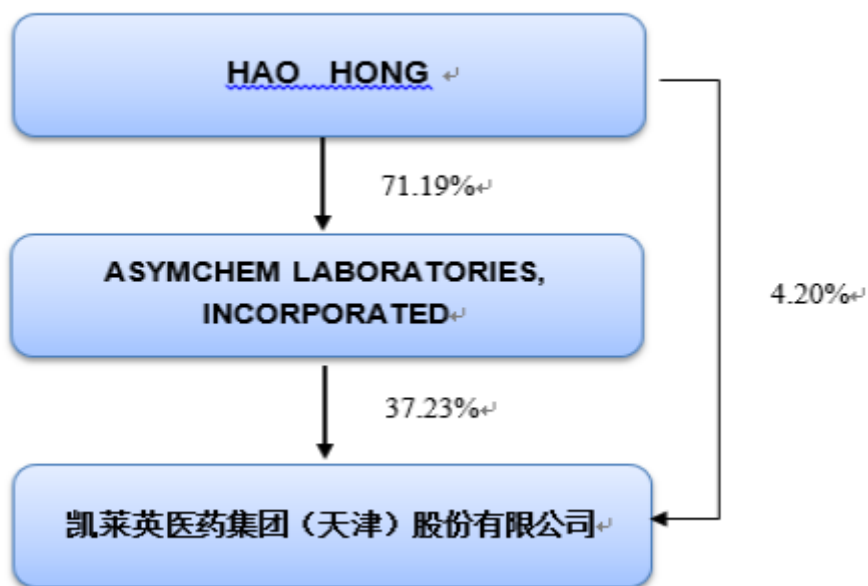 HAO HONG
71.19%
ASYMCHEM LABORATORIES,
INCORPORATED
4.20%
37.23%
凯莱英医药集团（天津）股份有限公司